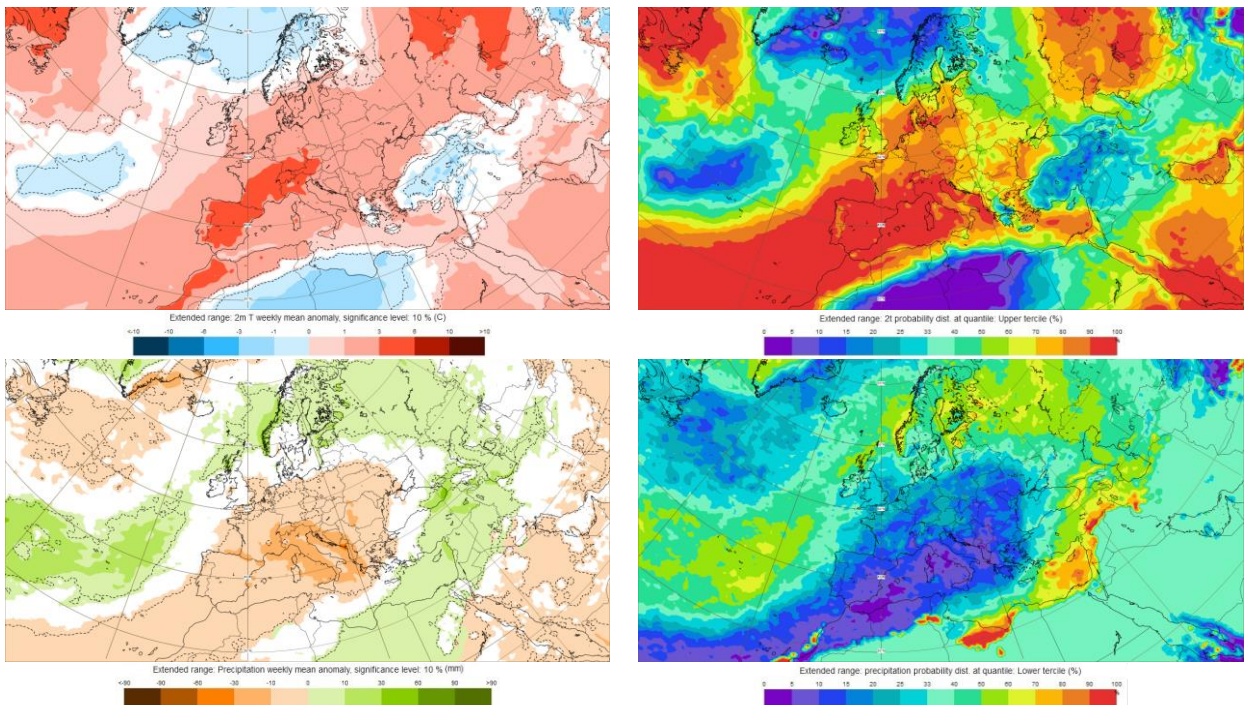 Extended range: 2m T weekly mean anomaly, significance level: 10 % (C)
<-10 -10 -6 -3 -1 0 1 3 6 10 >10
Extended range: 2t probability dist. at quantile: Upper tercile (%)
0 5 10 15 20 25 33 40 50 60 70 80 90 100
%
Extended range: Precipitation weekly mean anomaly, significance level: 10 % (mm)
<-90 -90 -60 -30 -10 0 10 30 60 90 >90
Extended range: precipitation probability dist. at quantile: Lower tercile (%)
0 5 10 15 20 25 33 40 50 60 70 80 90 100
%